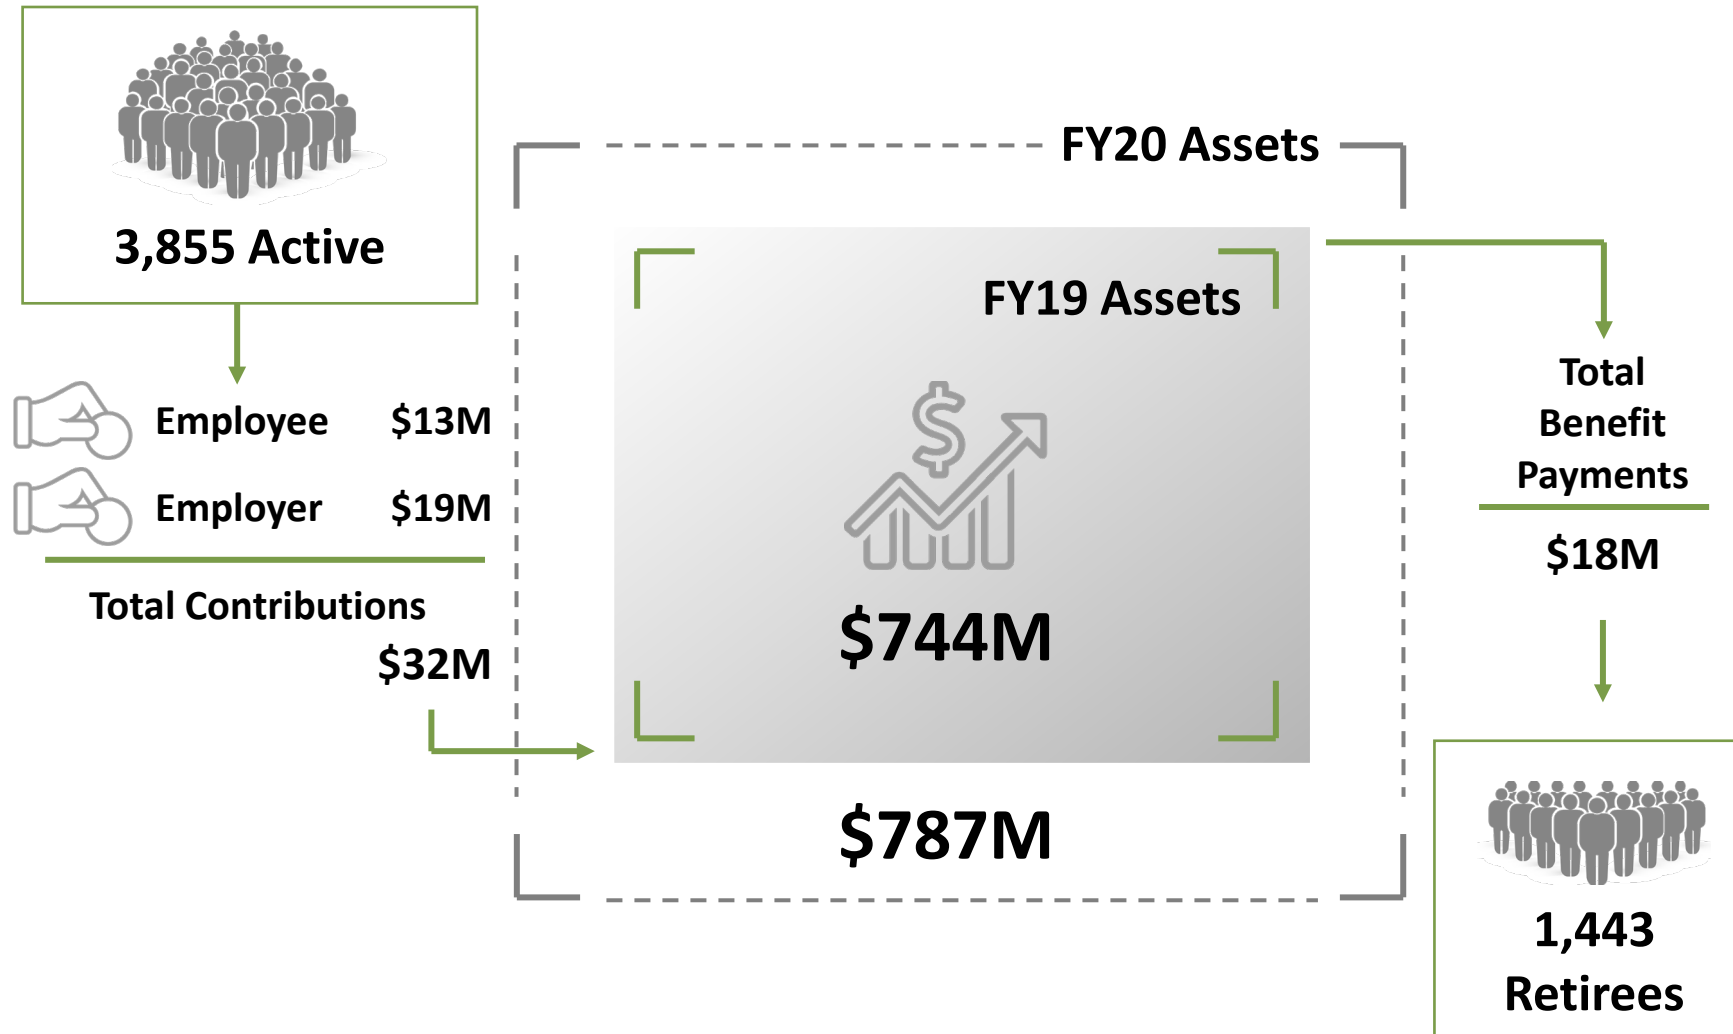 3,855 Active
Employee $13M
Employer $19M
Total Contributions
$32M
FY20 Assets
FY19 Assets
$
$744M
$787M
Total
Benefit
Payments
$18M
1,443
Retirees